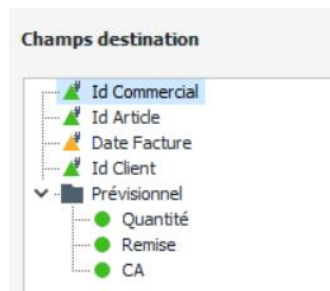 Champs destination
Id Commercial
Id Article
Date Facture
Id Client
Prévisionnel
Quantité
Remise
CA